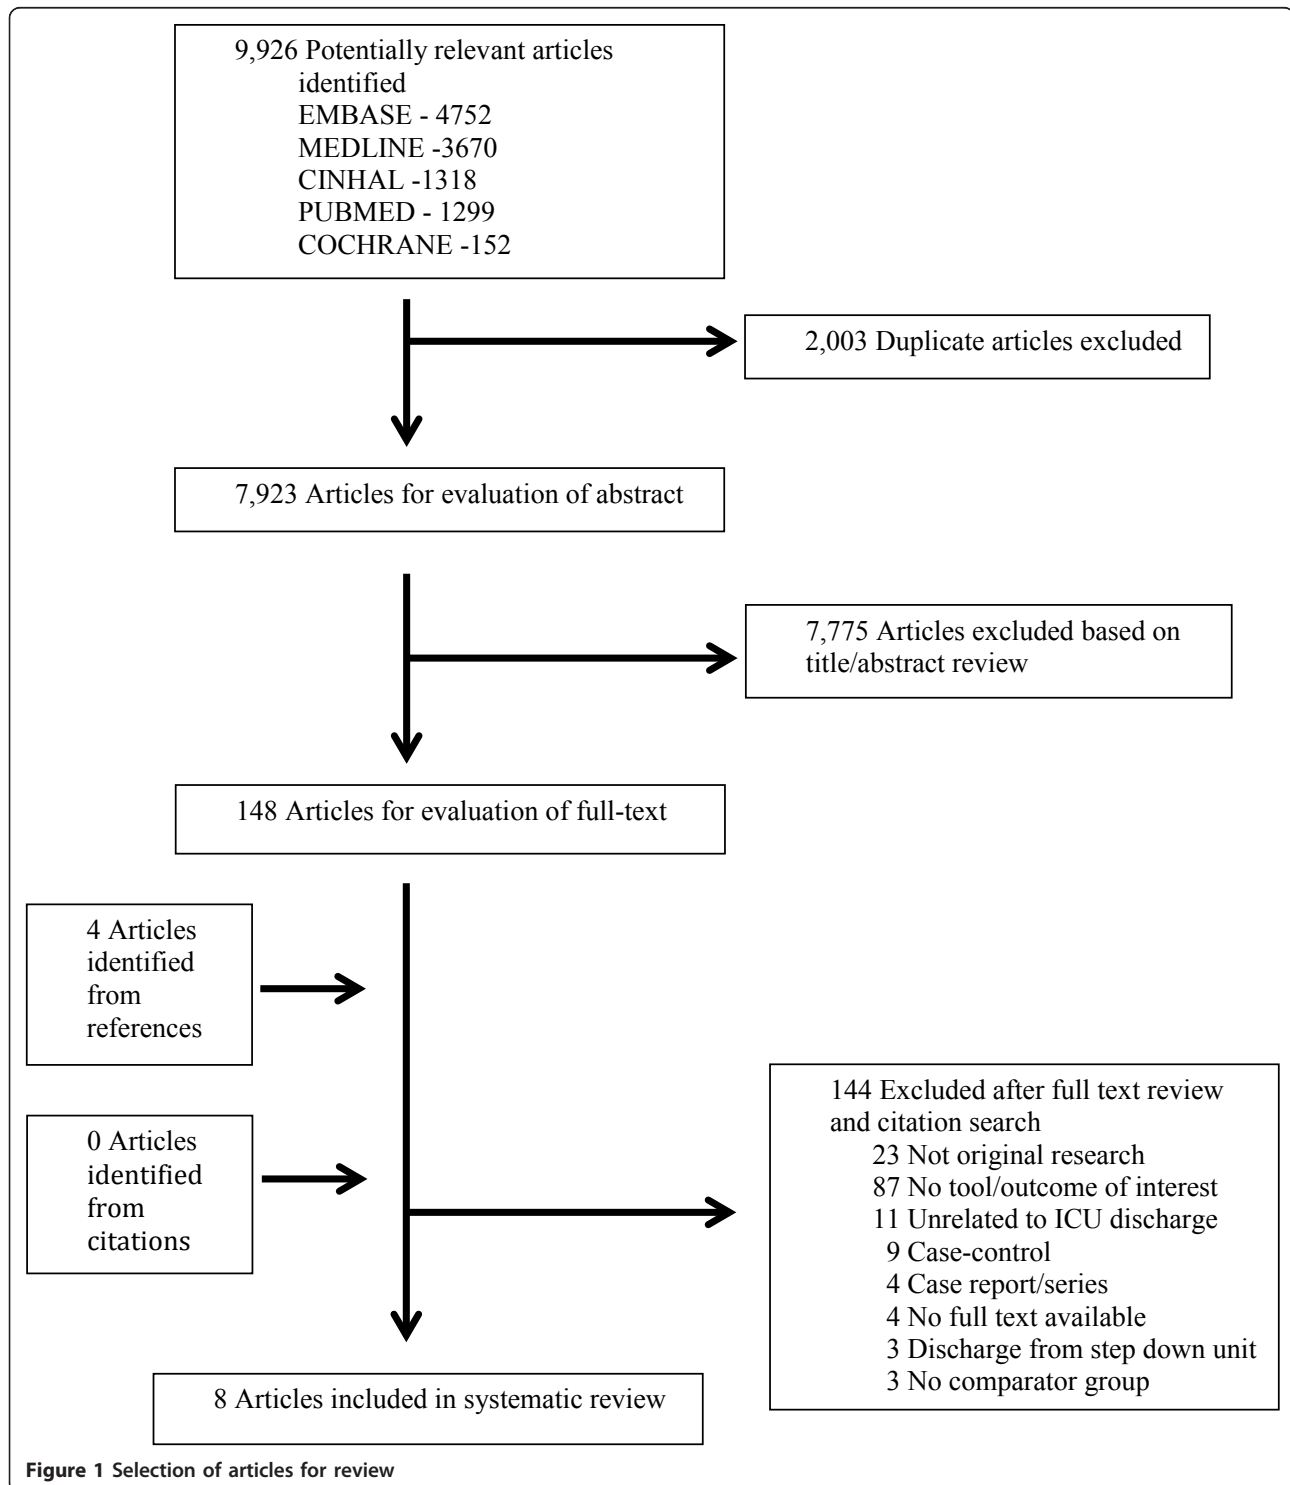 9,926 Potentially relevant articles
identified
EMBASE - 4752
MEDLINE -3670
CINHAL -1318
PUBMED - 1299
COCHRANE -152
2,003 Duplicate articles excluded
7,923 Articles for evaluation of abstract
7,775 Articles excluded based on
title/abstract review
148 Articles for evaluation of full-text
4 Articles
identified
from
references
0 Articles
identified
from
citations
144 Excluded after full text review
and citation search
23 Not original research
87 No tool/outcome of interest
11 Unrelated to ICU discharge
9 Case-control
4 Case report/series
4 No full text available
3 Discharge from step down unit
3 No comparator group
8 Articles included in systematic review
Figure 1 Selection of articles for review